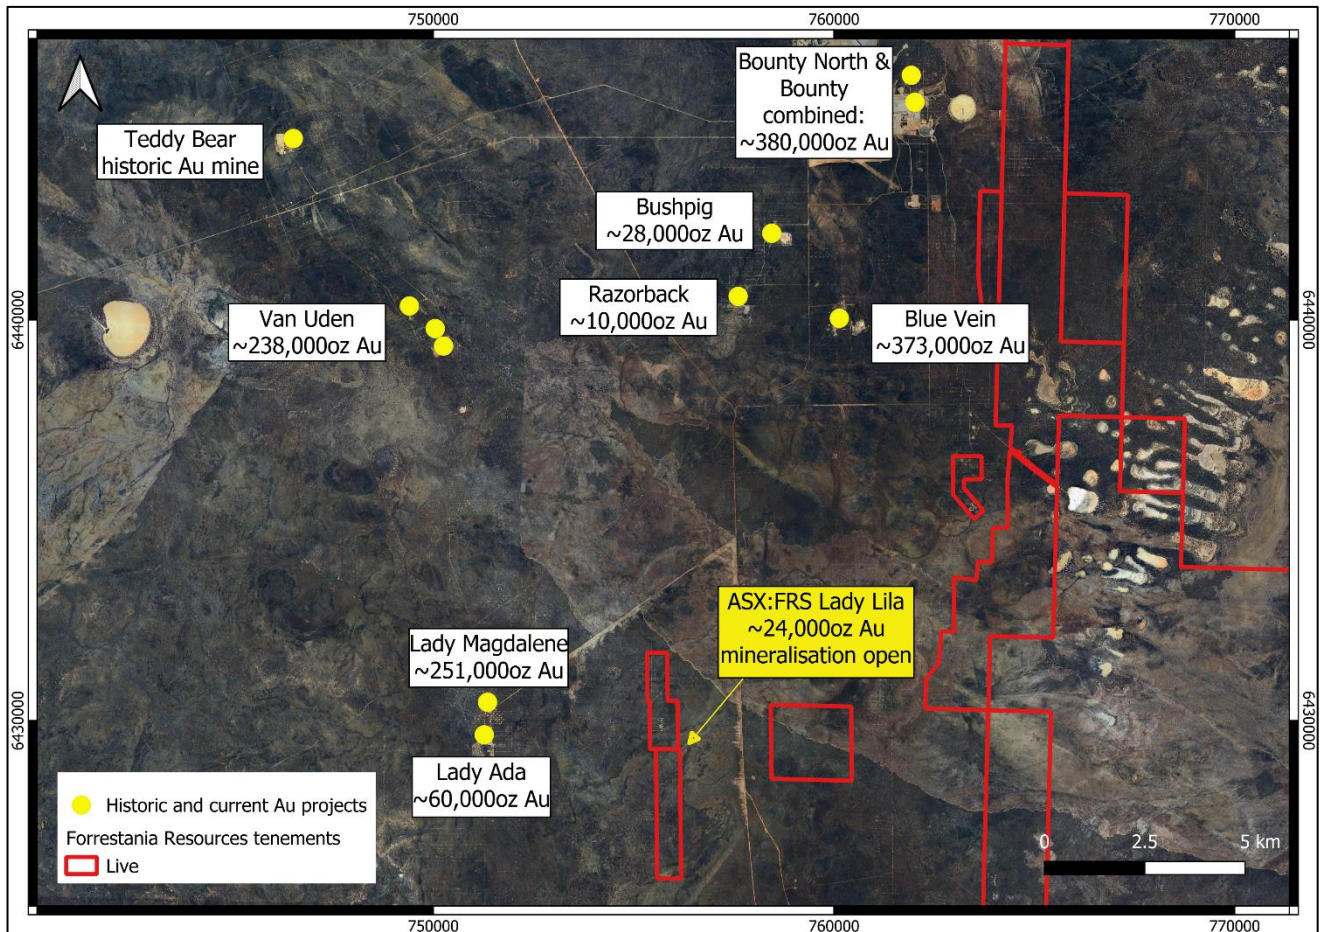 750000
760000
770000
Bounty North &
Bounty
combined:
~380,000oz Au
Teddy Bear
historic Au mine
Bushpig
~28,000oz Au
Razorback
~10,000oz Au
Van Uden
~238,000oz Au
Blue Vein
~373,000oz Au
6440000
6440000
ASX:FRS Lady Lila
~24,000oz Au
mineralisation open
Lady Magdalene
~251,000oz Au
6430000
6430000
Lady Ada
~60,000oz Au
Historic and current Au projects
Forrestania Resources tenements
Live
0 2.5 5 km
750000
760000
770000